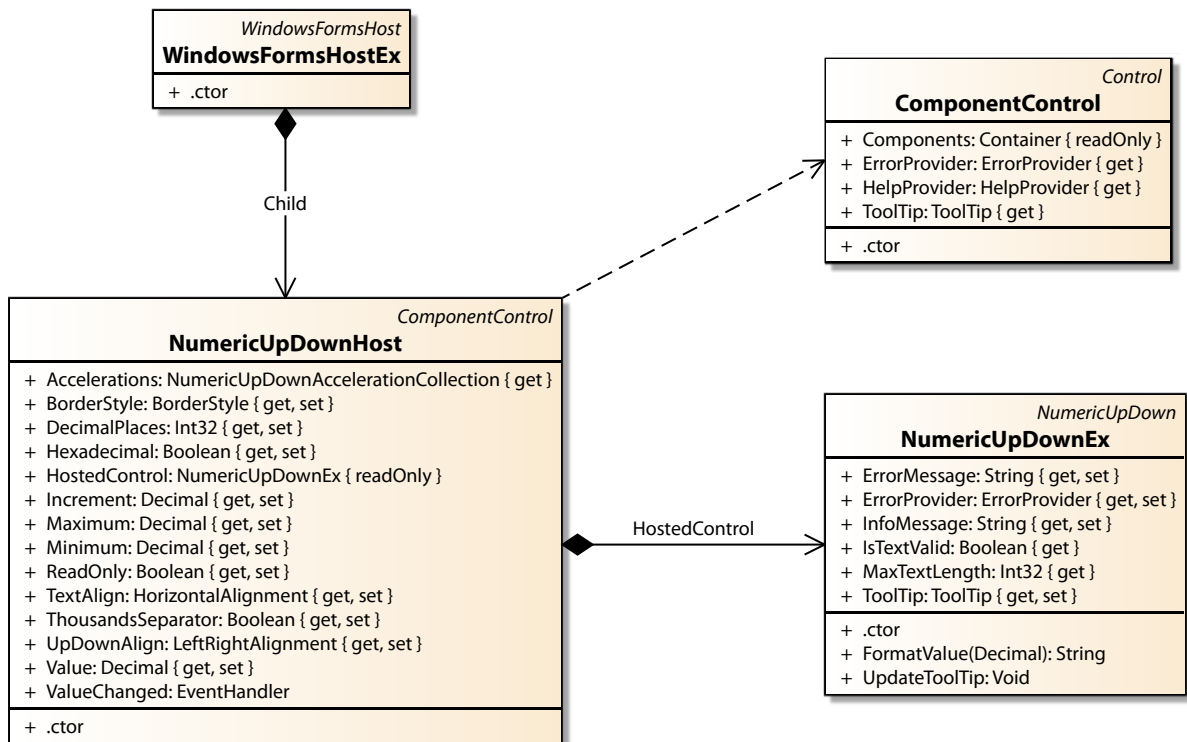 WindowsFormsHost
WindowsFormsHostEx
+ .ctor
Child
Control
ComponentControl
+ Components: Container { readOnly }
+ ErrorProvider: ErrorProvider { get }
+ HelpProvider: HelpProvider { get }
+ ToolTip: ToolTip { get }
+ .ctor
ComponentControl
NumericUpDownHost
+ Accelerations: NumericUpDownAccelerationCollection { get }
+ BorderStyle: BorderStyle { get, set }
+ DecimalPlaces: Int32 { get, set }
+ Hexadecimal: Boolean { get, set }
+ HostedControl: NumericUpDownEx { readOnly }
+ Increment: Decimal { get, set }
+ Maximum: Decimal { get, set }
+ Minimum: Decimal { get, set }
+ ReadOnly: Boolean { get, set }
+ TextAlign: HorizontalAlignment { get, set }
+ ThousandsSeparator: Boolean { get, set }
+ UpDownAlign: LeftRightAlignment { get, set }
+ Value: Decimal { get, set }
+ ValueChanged: EventHandler
+ .ctor
HostedControl
NumericUpDown
NumericUpDownEx
+ ErrorMessage: String { get, set }
+ ErrorProvider: ErrorProvider { get, set }
+ InfoMessage: String { get, set }
+ IsTextValid: Boolean { get }
+ MaxTextLength: Int32 { get }
+ ToolTip: ToolTip { get, set }
+ .ctor
+ FormatValue(Decimal): String
+ UpdateToolTip: Void